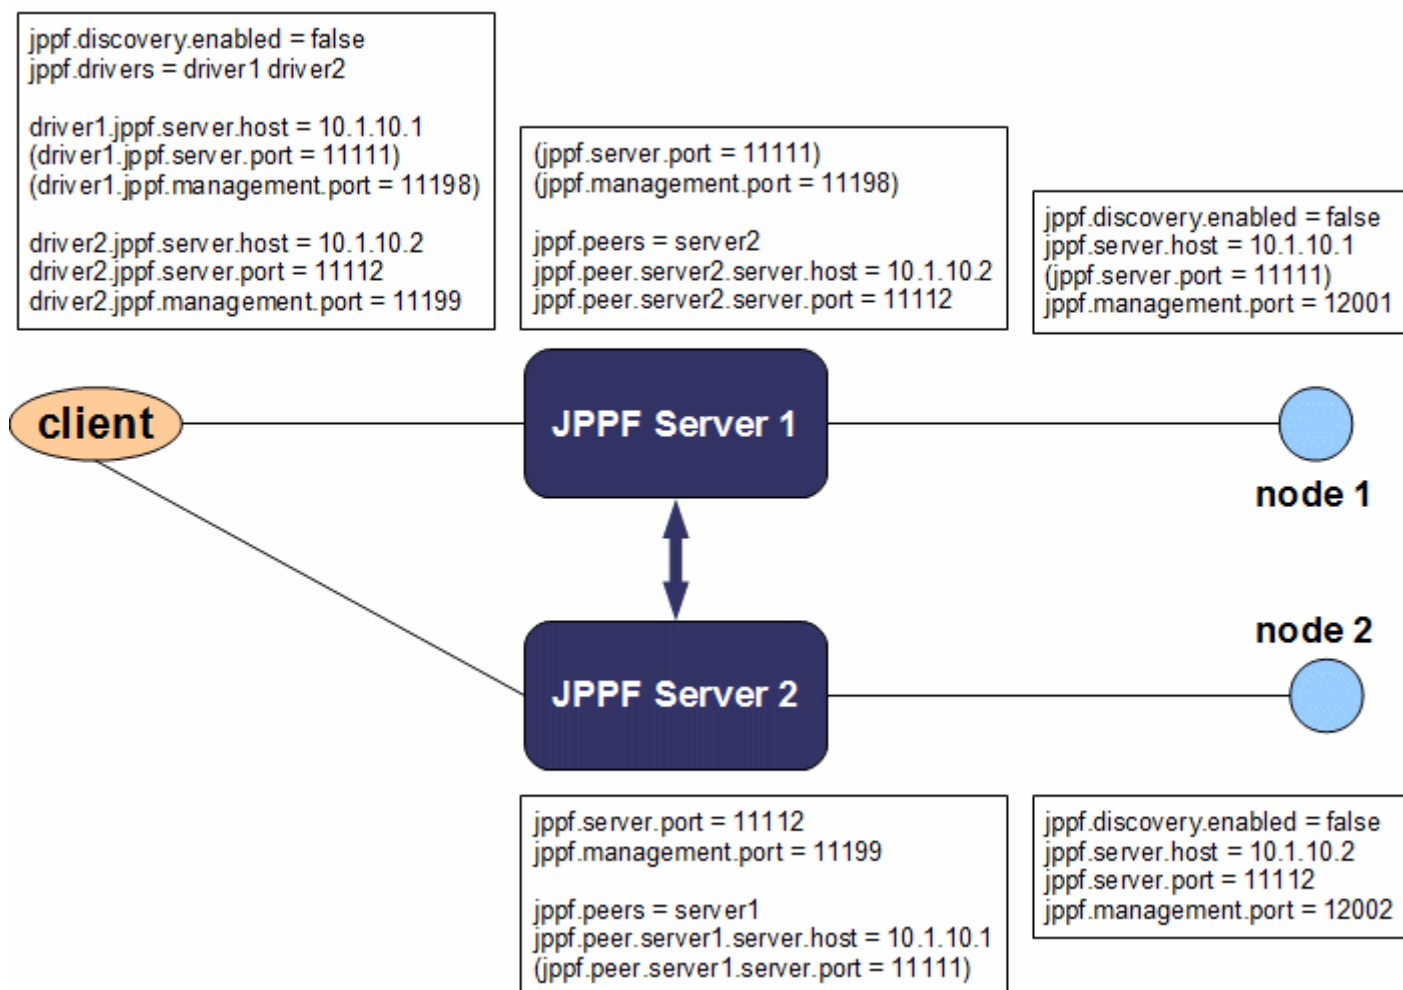 jppf.discovery.enabled = false
jppf.drivers = driver1 driver2
driver1.jppf.server.host = 10.1.10.1
(driver1.jppf.server.port = 11111)
(driver1.jppf.management.port = 11198)
driver2.jppf.server.host = 10.1.10.2
driver2.jppf.server.port = 11112
driver2.jppf.management.port = 11199
(jppf.server.port = 11111)
(jppf.management.port = 11198)
jppf.peers = server2
jppf.peer.server2.server.host = 10.1.10.2
jppf.peer.server2.server.port = 11112
jppf.discovery.enabled = false
jppf.server.host = 10.1.10.1
(jppf.server.port = 11111)
jppf.management.port = 12001
client
JPPF Server 1
node 1
JPPF Server 2
node 2
jppf.server.port = 11112
jppf.management.port = 11199
jppf.peers = server1
jppf.peer.server1.server.host = 10.1.10.1
(jppf.peer.server1.server.port = 11111)
jppf.discovery.enabled = false
jppf.server.host = 10.1.10.2
jppf.server.port = 11112
jppf.management.port = 12002